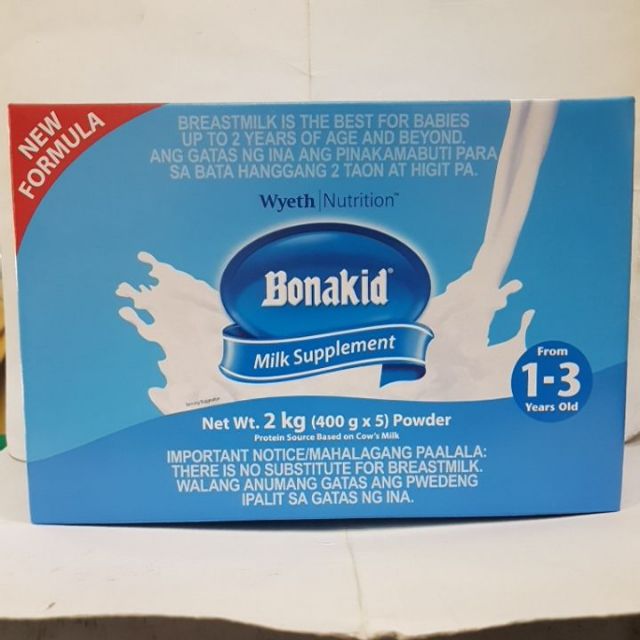 NEW
FORMULA
BREASTMILK IS THE BEST FOR BABIES
UP TO 2 YEARS OF AGE AND BEYOND.
ANG GATAS NG INA ANG PINAKAMABUTI PARA
SA BATA HANGGANG 2 TAON AT HIGIT PA.
Wyeth | Nutrition™
Bonakid®
Milk Supplement
From
1-3
Years Old
Serving Suggestion
Net Wt. 2 kg (400 g x 5) Powder
Protein Source Based on Cow's Milk
IMPORTANT NOTICE/MAHALAGANG PAALALA:
THERE IS NO SUBSTITUTE FOR BREASTMILK.
WALANG ANUMANG GATAS ANG PWEDENG
IPALIT SA GATAS NG INA.